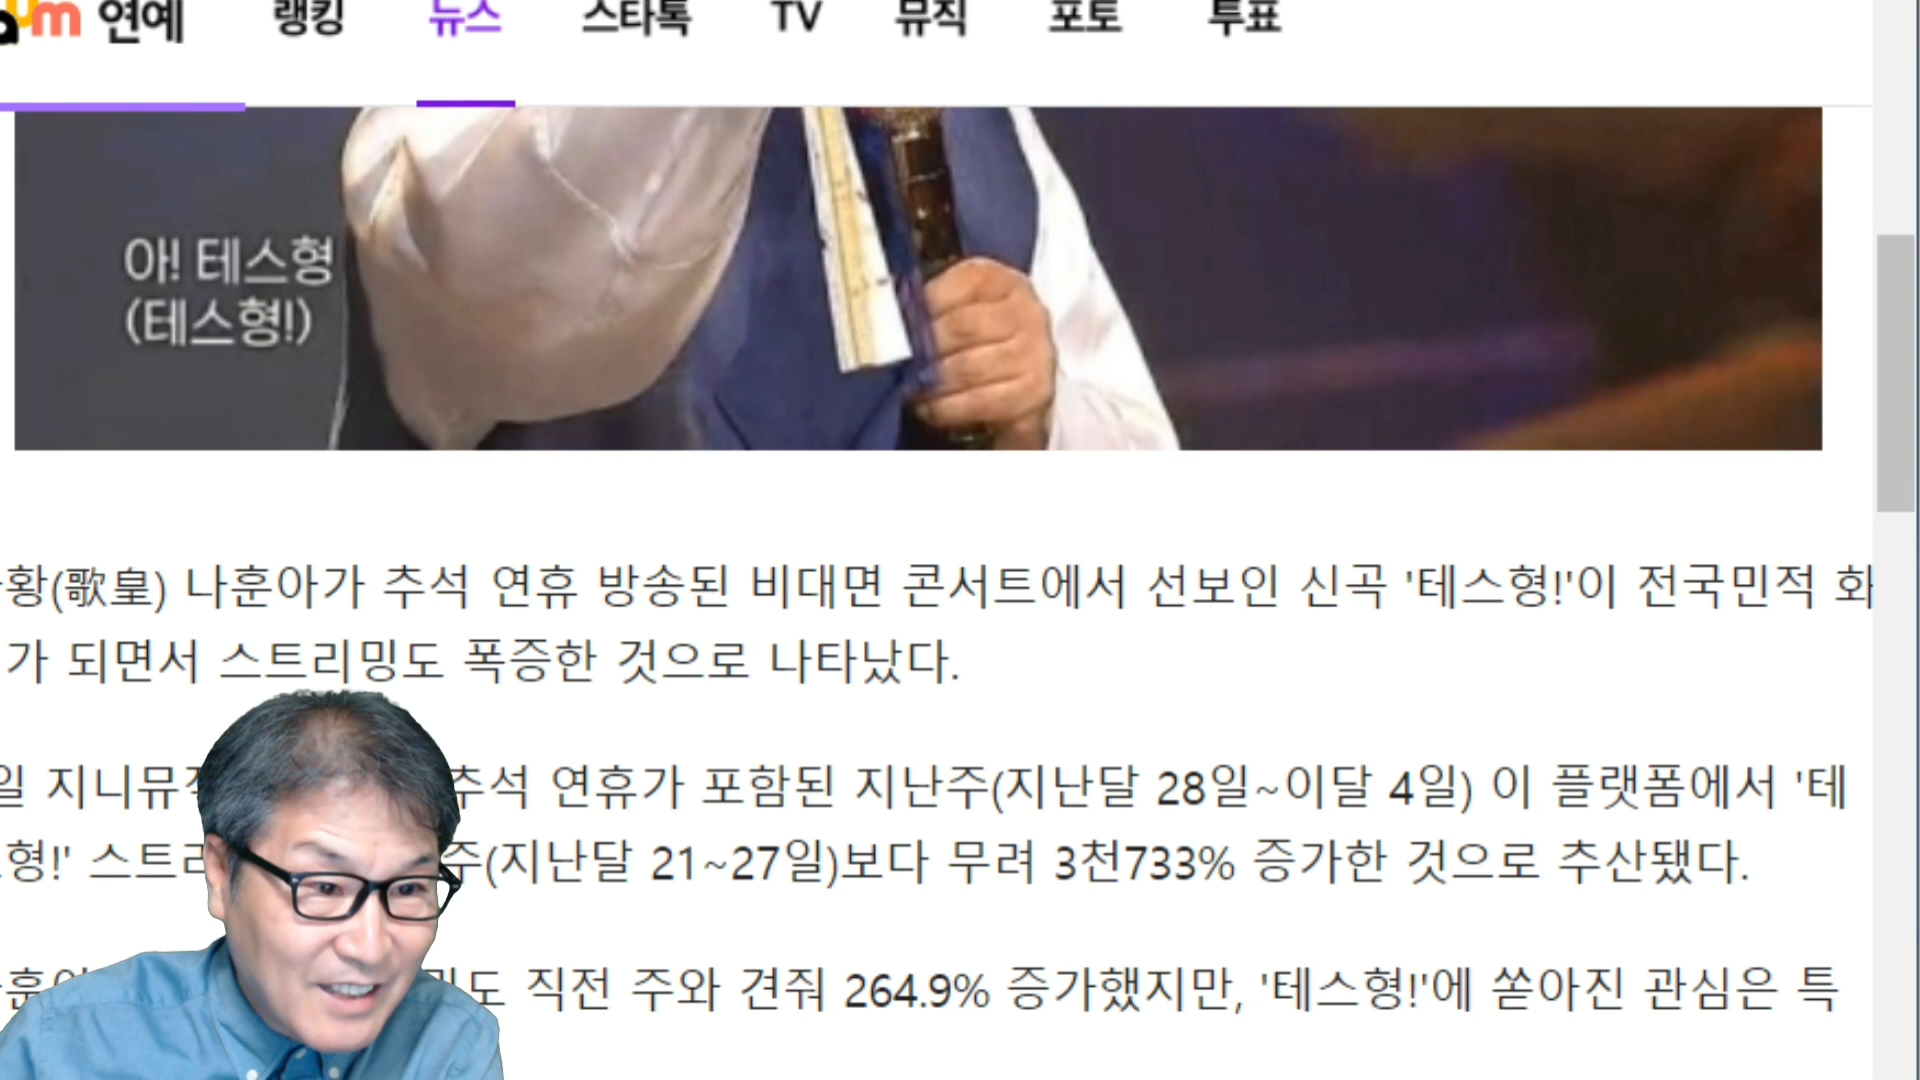 um 연예 랭킹 뉴스 스타톡 TV 뮤직 포토 투표
아! 테스형
(테스형!)
황(歌皇) 나훈아가 추석 연휴 방송된 비대면 콘서트에서 선보인 신곡 '테스형!'이 전국민적 화
가 되면서 스트리밍도 폭증한 것으로 나타났다.
일 지니뮤직 추석 연휴가 포함된 지난주(지난달 28일~이달 4일) 이 플랫폼에서 '테
형!' 스트리 주(지난달 21~27일)보다 무려 3천733% 증가한 것으로 추산됐다.
도 직전 주와 견줘 264.9% 증가했지만, '테스형!'에 쏟아진 관심은 특